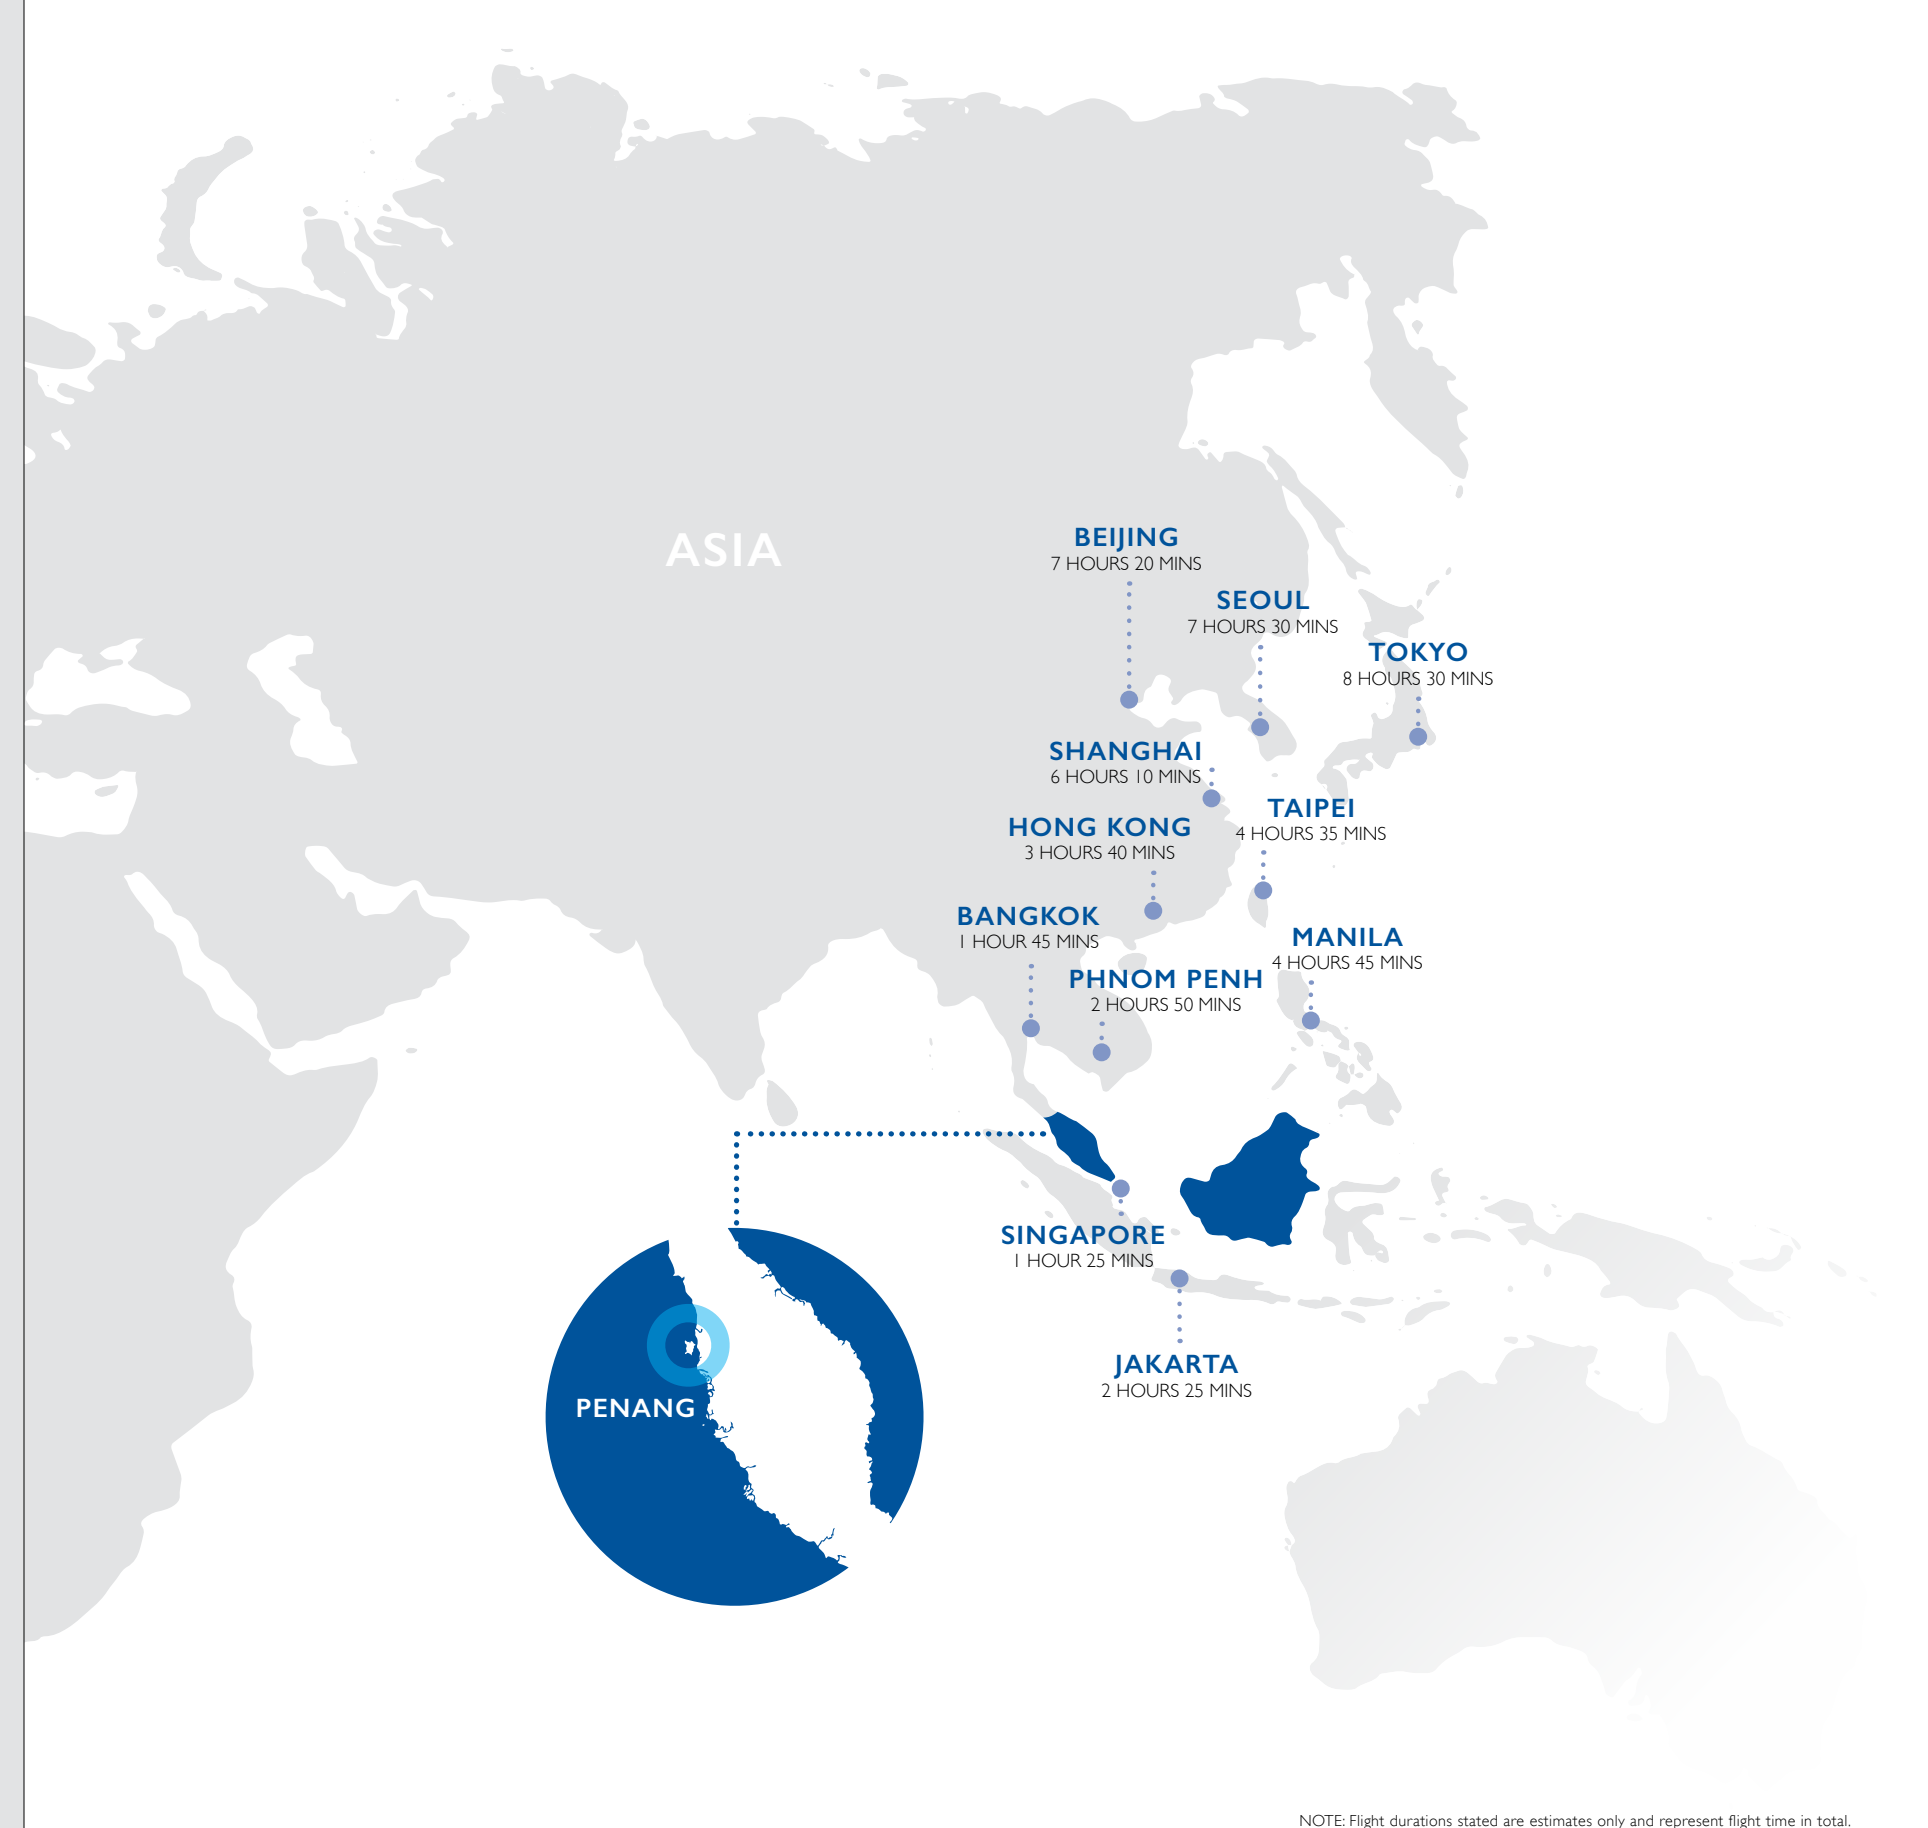 ASIA
BEIJING
7 HOURS 20 MINS
SEOUL
7 HOURS 30 MINS
TOKYO
8 HOURS 30 MINS
SHANGHAI
6 HOURS 10 MINS
TAIPEI
4 HOURS 35 MINS
HONG KONG
3 HOURS 40 MINS
BANGKOK
1 HOUR 45 MINS
MANILA
4 HOURS 45 MINS
PHNOM PENH
2 HOURS 50 MINS
SINGAPORE
1 HOUR 25 MINS
JAKARTA
2 HOURS 25 MINS
PENANG
NOTE: Flight durations stated are estimates only and represent flight time in total.